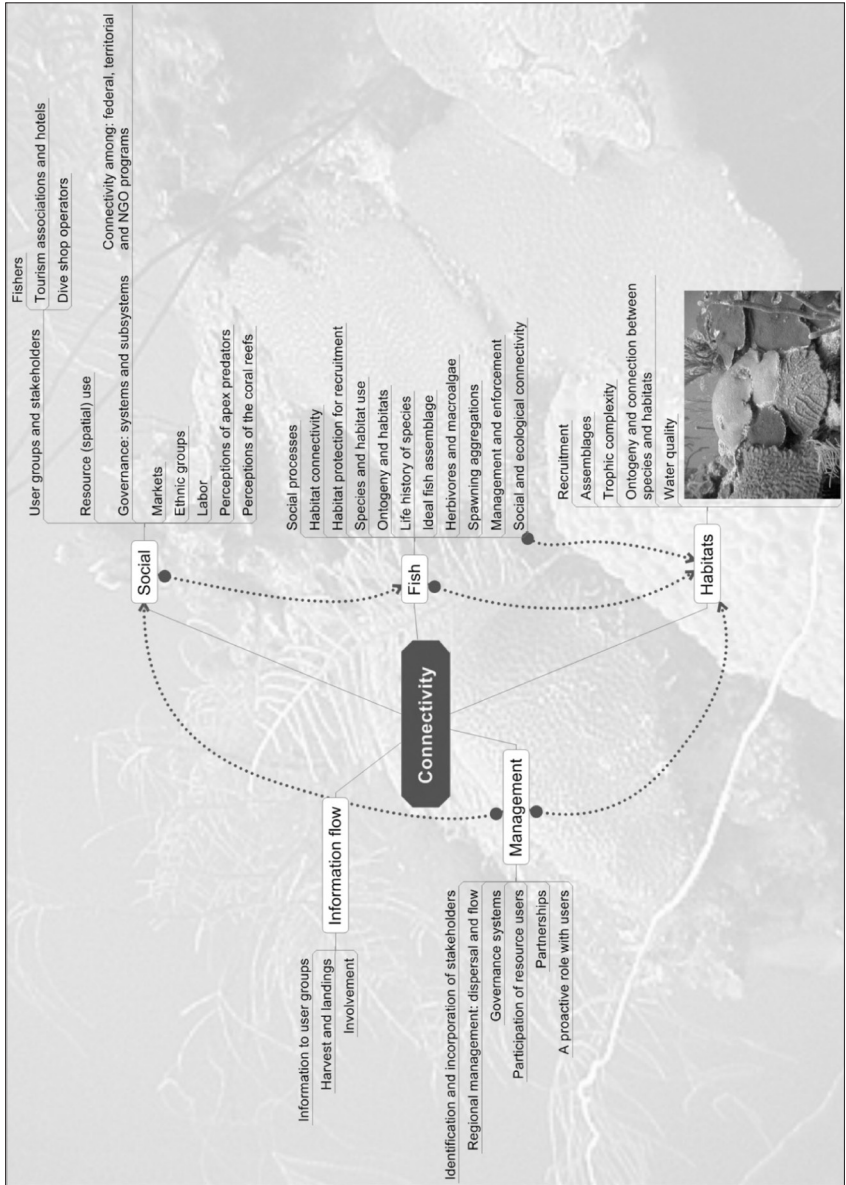 Connectivity
Social
User groups and stakeholders
Fishers
Tourism associations and hotels
Dive shop operators
Resource (spatial) use
Governance: systems and subsystems
Connectivity among: federal, territorial
and NGO programs
Markets
Ethnic groups
Labor
Perceptions of apex predators
Perceptions of the coral reefs
Fish
Social processes
Habitat connectivity
Habitat protection for recruitment
Species and habitat use
Ontogeny and habitats
Life history of species
Ideal fish assemblage
Herbivores and macroalgae
Spawning aggregations
Management and enforcement
Social and ecological connectivity
Habitats
Recruitment
Assemblages
Trophic complexity
Ontogeny and connection between
species and habitats
Water quality
Information flow
Information to user groups
Harvest and landings
Involvement
Management
Identification and incorporation of stakeholders
Regional management: dispersal and flow
Governance systems
Participation of resource users
Partnerships
A proactive role with users